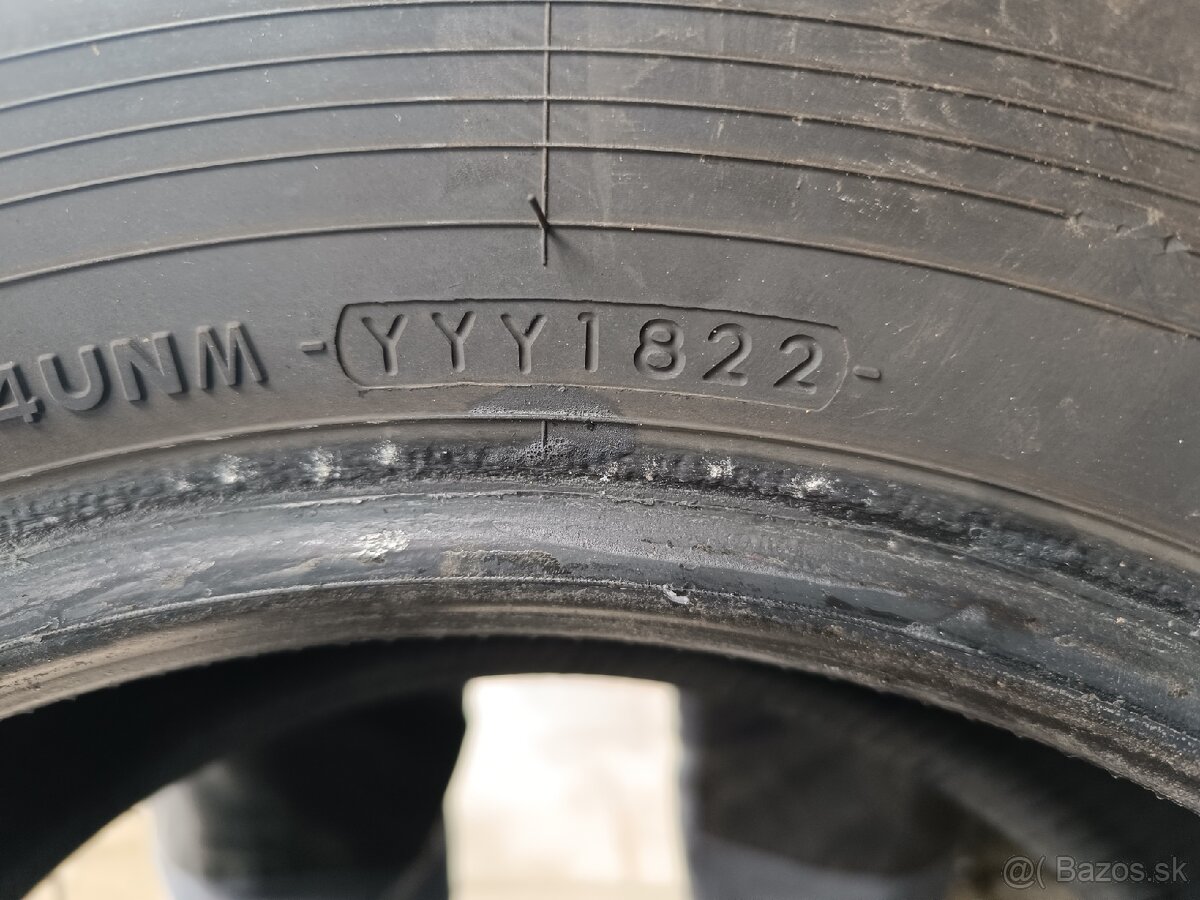 4UNM -YYY1822-
@( Bazos.sk